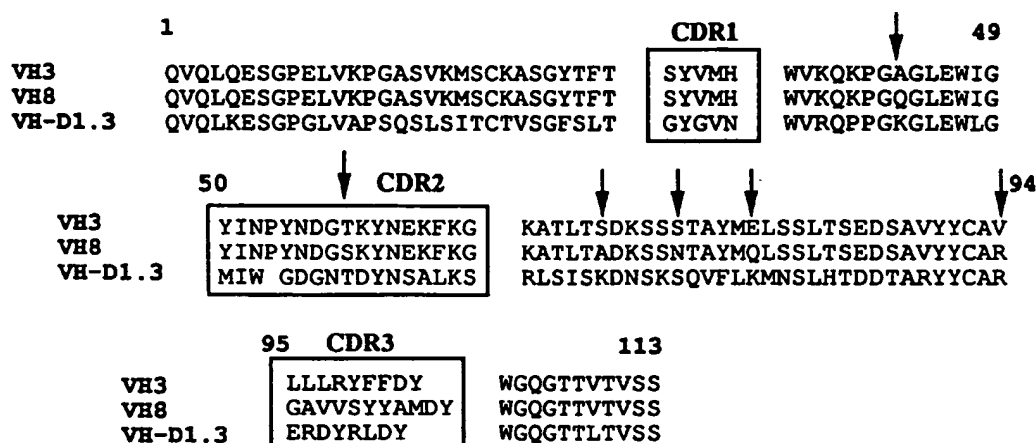 1 CDR1 49
VH3 QVQLQESGPELVKPGASVKMSCKASGYTFT SYVMH WVKQKPGAGLEWIG
VH8 QVQLQESGPELVKPGASVKMSCKASGYTFT SYVMH WVKQKPGQGLEWIG
VH-D1.3 QVQLKESGPGLVAPSQSLSITCTVSGFSLT GYGVN WVRQPPGKGLEWLG
50 CDR2 94
VH3 YINPYNDGTKYNEKFKG KATLTSDKSSSTAYMELSSLTSEDSAVYYCAV
VH8 YINPYNDGSKYNEKFKG KATLTADKSSNTAYMQLSSLTSEDSAVYYCAR
VH-D1.3 MIW GDGNTDYNSALKS RLSISKDNSKSQVFLKMNSLHTDDTARYYCAR
95 CDR3 113
VH3 LLLRYFFDY WGQGTTVTVSS
VH8 GAVVSYYAMDY WGQGTTVTVSS
VH-D1.3 ERDYRLDY WGQGTTLTVSS